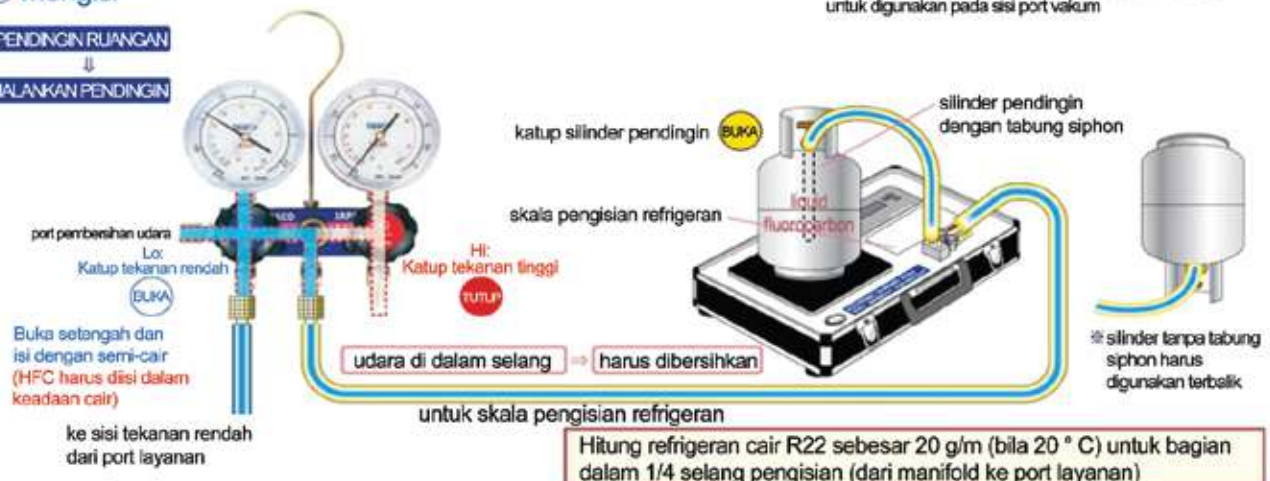 untuk digunakan pada sisi port vakum
PENDINGIN RUANGAN
⇓
JALANKAN PENDINGIN
katup silinder pendingin
BUKA
silinder pendingin
dengan tabung siphon
skala pengisian refrigeran
liquid
fluorocarbon
port pembersihan udara
Lo:
Katup tekanan rendah
BUKA
Hi:
Katup tekanan tinggi
TUTUP
Buka setengah dan
isi dengan semi-cair
(HFC harus diisi dalam
keadaan cair)
udara di dalam selang ⇒ harus dibersihkan
※ silinder tanpa tabung
siphon harus
digunakan terbalik
untuk skala pengisian refrigeran
ke sisi tekanan rendah
dari port layanan
Hitung refrigeran cair R22 sebesar 20 g/m (bila 20 ° C) untuk bagian
dalam 1/4 selang pengisian (dari manifold ke port layanan)